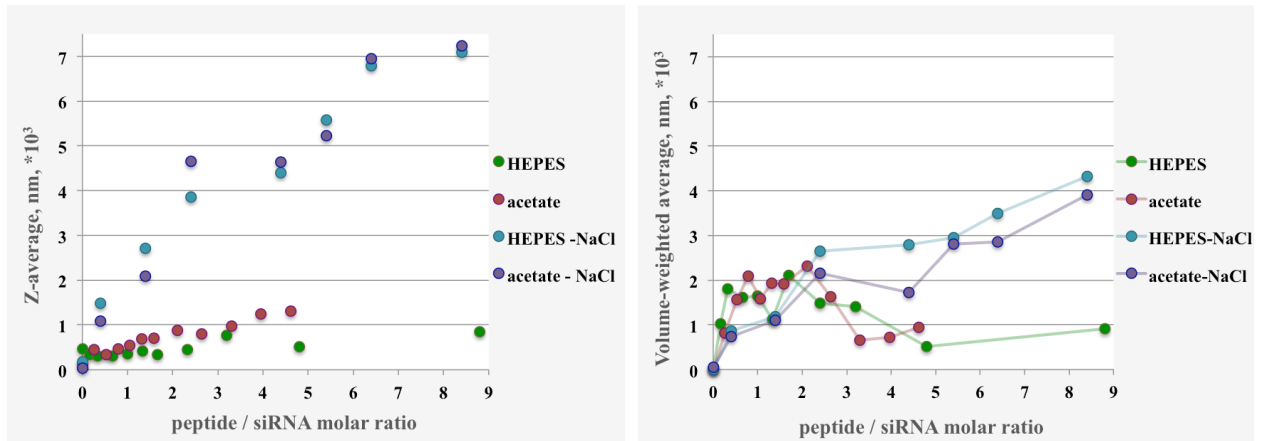 Z-average, nm, *10³
7
6
5
4
3
2
1
0
0 1 2 3 4 5 6 7 8 9
peptide / siRNA molar ratio
HEPES
acetate
HEPES -NaCl
acetate - NaCl
Volume-weighted average, nm, *10³
7
6
5
4
3
2
1
0
0 1 2 3 4 5 6 7 8 9
peptide / siRNA molar ratio
HEPES
acetate
HEPES-NaCl
acetate-NaCl